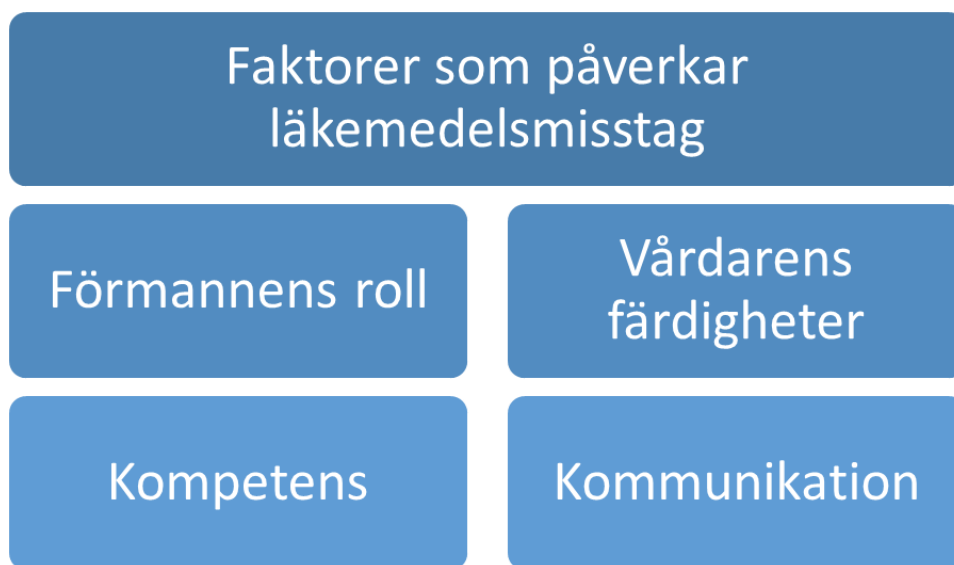 Faktorer som påverkar
läkemedelsmisstag
Förmannens roll
Vårdarens
färdigheter
Kompetens
Kommunikation